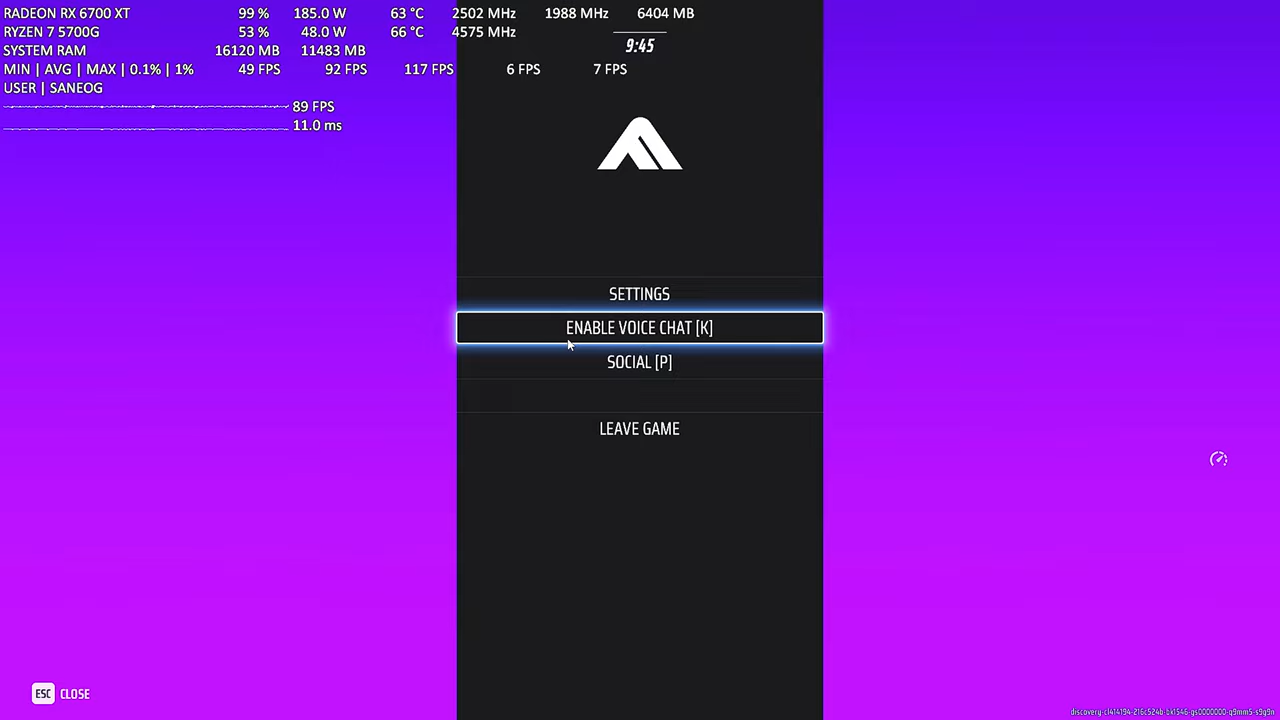 RADEON RX 6700 XT 99 % 185.0 W 63 °C 2502 MHz 1988 MHz 6404 MB
RYZEN 7 5700G 53 % 48.0 W 66 °C 4575 MHz
SYSTEM RAM 16120 MB 11483 MB
MIN | AVG | MAX | 0.1% | 1% 49 FPS 92 FPS 117 FPS 6 FPS 7 FPS
USER | SANEOG
89 FPS
11.0 ms
9:45
SETTINGS
ENABLE VOICE CHAT [K]
SOCIAL [P]
LEAVE GAME
ESC CLOSE